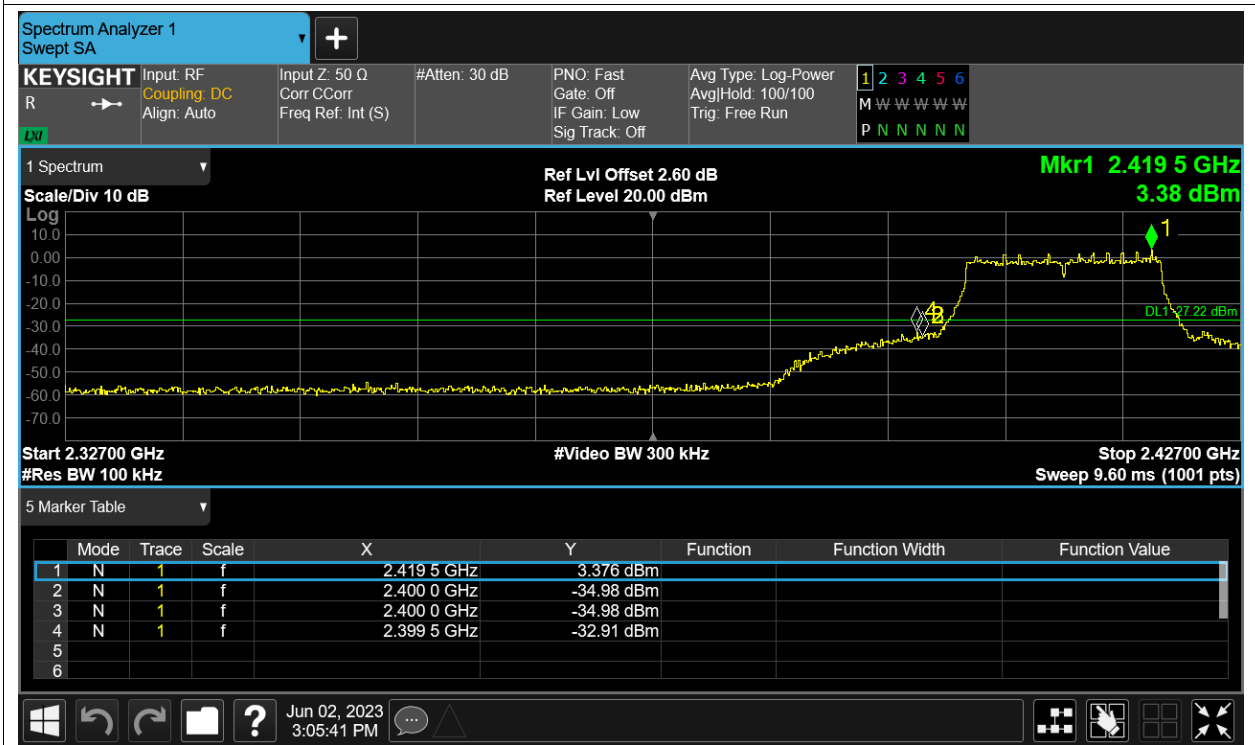 Spectrum Analyzer 1
Swept SA
+
KEYSIGHT
R
LXI
Input: RF
Coupling: DC
Align: Auto
Input Z: 50 Ω
Corr CCorr
Freq Ref: Int (S)
#Atten: 30 dB
PNO: Fast
Gate: Off
IF Gain: Low
Sig Track: Off
Avg Type: Log-Power
Avg|Hold: 100/100
Trig: Free Run
1 2 3 4 5 6
M W W W W W
P N N N N N
1 Spectrum
Scale/Div 10 dB
Ref Lvl Offset 2.60 dB
Ref Level 20.00 dBm
Mkr1 2.419 5 GHz
3.38 dBm
Log
10.0
0.00
-10.0
-20.0
-30.0
-40.0
-50.0
-60.0
-70.0
1
4
DL1 -27.22 dBm
Start 2.32700 GHz
#Res BW 100 kHz
#Video BW 300 kHz
Stop 2.42700 GHz
Sweep 9.60 ms (1001 pts)
5 Marker Table
Mode Trace Scale X Y Function Function Width Function Value
1 N 1 f 2.419 5 GHz 3.376 dBm
2 N 1 f 2.400 0 GHz -34.98 dBm
3 N 1 f 2.400 0 GHz -34.98 dBm
4 N 1 f 2.399 5 GHz -32.91 dBm
5
6
?
Jun 02, 2023
3:05:41 PM